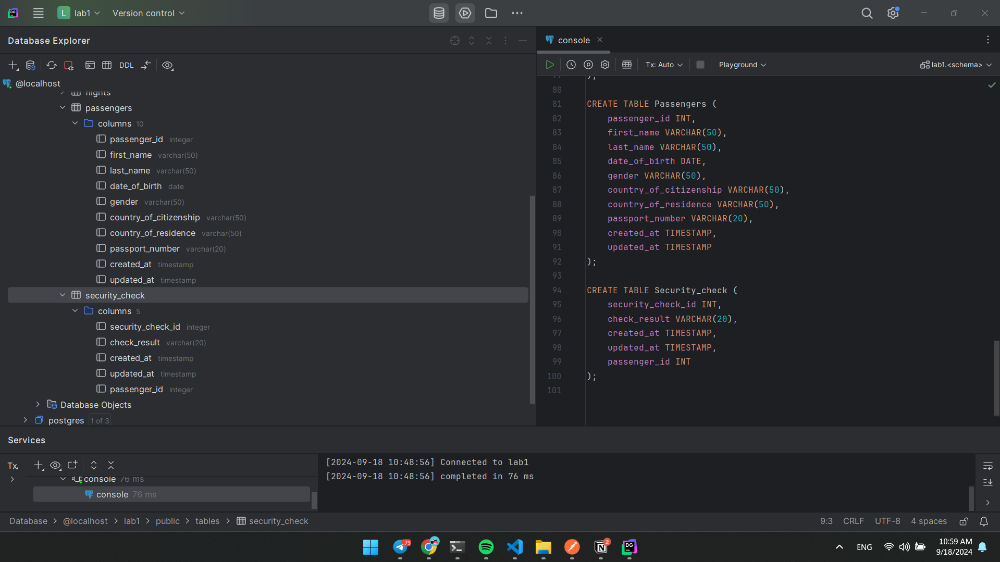 L lab1 Version control
Database Explorer
DDL
@localhost
flights
passengers
columns 10
passenger_id integer
first_name varchar(50)
last_name varchar(50)
date_of_birth date
gender varchar(50)
country_of_citizenship varchar(50)
country_of_residence varchar(50)
passport_number varchar(20)
created_at timestamp
updated_at timestamp
security_check
columns 5
security_check_id integer
check_result varchar(20)
created_at timestamp
updated_at timestamp
passenger_id integer
Database Objects
postgres 1 of 3
console
Tx: Auto Playground lab1.<schema>
79 );
80
81 CREATE TABLE Passengers (
82 passenger_id INT,
83 first_name VARCHAR(50),
84 last_name VARCHAR(50),
85 date_of_birth DATE,
86 gender VARCHAR(50),
87 country_of_citizenship VARCHAR(50),
88 country_of_residence VARCHAR(50),
89 passport_number VARCHAR(20),
90 created_at TIMESTAMP,
91 updated_at TIMESTAMP
92 );
93
94 CREATE TABLE Security_check (
95 security_check_id INT,
96 check_result VARCHAR(20),
97 created_at TIMESTAMP,
98 updated_at TIMESTAMP,
99 passenger_id INT
100 );
101
Services
Tx
console 76 ms
console 76 ms
[2024-09-18 10:48:56] Connected to lab1
[2024-09-18 10:48:56] completed in 76 ms
Database > @localhost > lab1 > public > tables > security_check
9:3 CRLF UTF-8 4 spaces
..79
2
DG
ENG
10:59 AM
9/18/2024